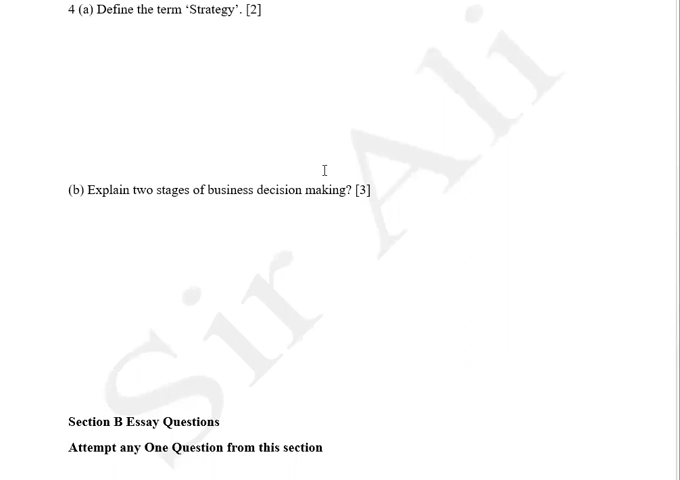 4 (a) Define the term ‘Strategy’. [2]
(b) Explain two stages of business decision making? [3]
Sir Ali
Section B Essay Questions
Attempt any One Question from this section